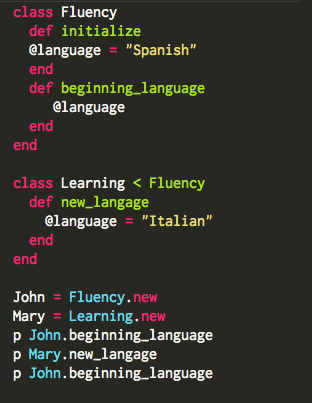 class Fluency
def initialize
@language = "Spanish"
end
def beginning_language
@language
end
end
class Learning < Fluency
def new_langage
@language = "Italian"
end
end
John = Fluency.new
Mary = Learning.new
p John.beginning_language
p Mary.new_langage
p John.beginning_language